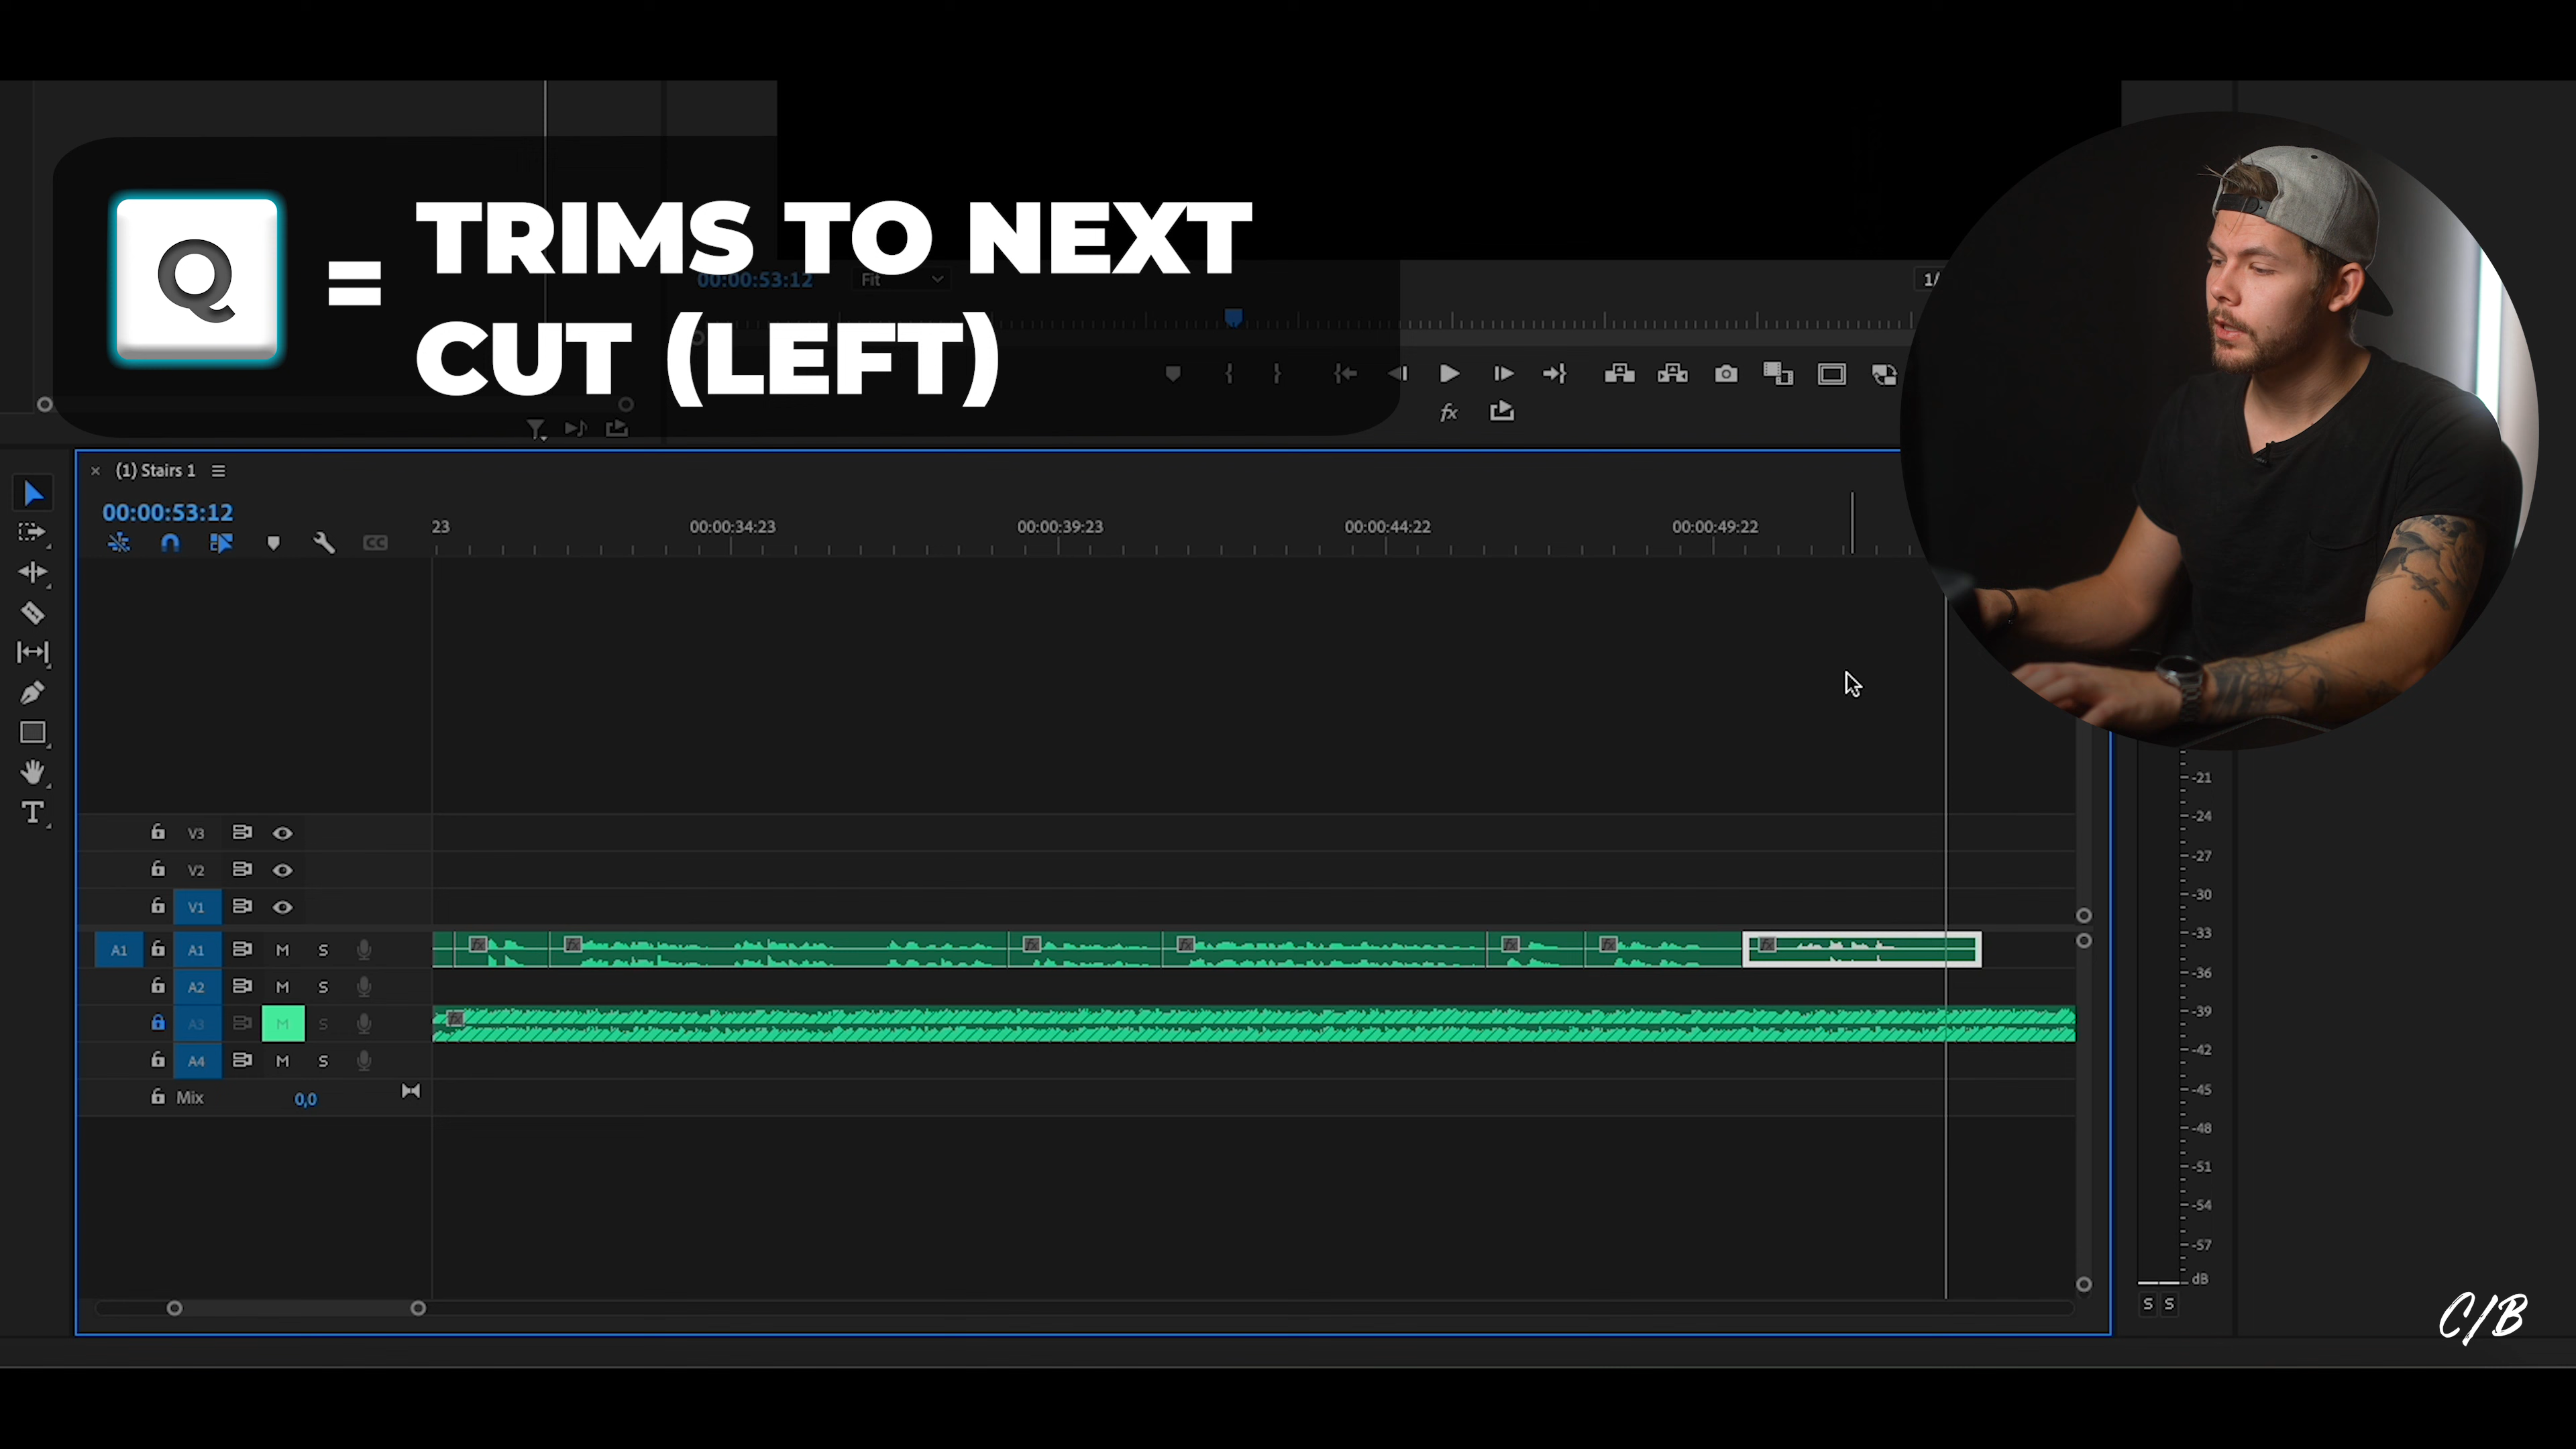 Q
=
TRIMS TO NEXT
CUT (LEFT)
00:00:53:12
Fit
1/
fx
(1) Stairs 1
00:00:53:12
CC
23
00:00:34:23
00:00:39:23
00:00:44:22
00:00:49:22
T
V3
V2
V1
A1 A1 M S
A2 M S
A3 M S
A4 M S
Mix 0,0
-21
-24
-27
-30
-33
-36
-39
-42
-45
-48
-51
-54
-57
dB
S S
C/B